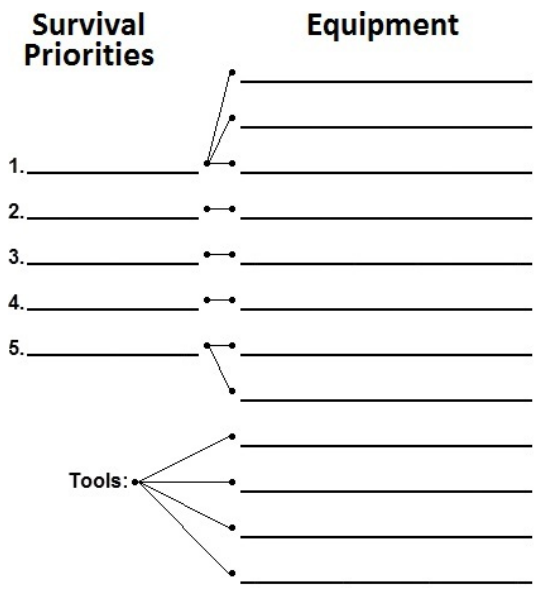 Survival
Priorities
Equipment
1.
2.
3.
4.
5.
Tools: